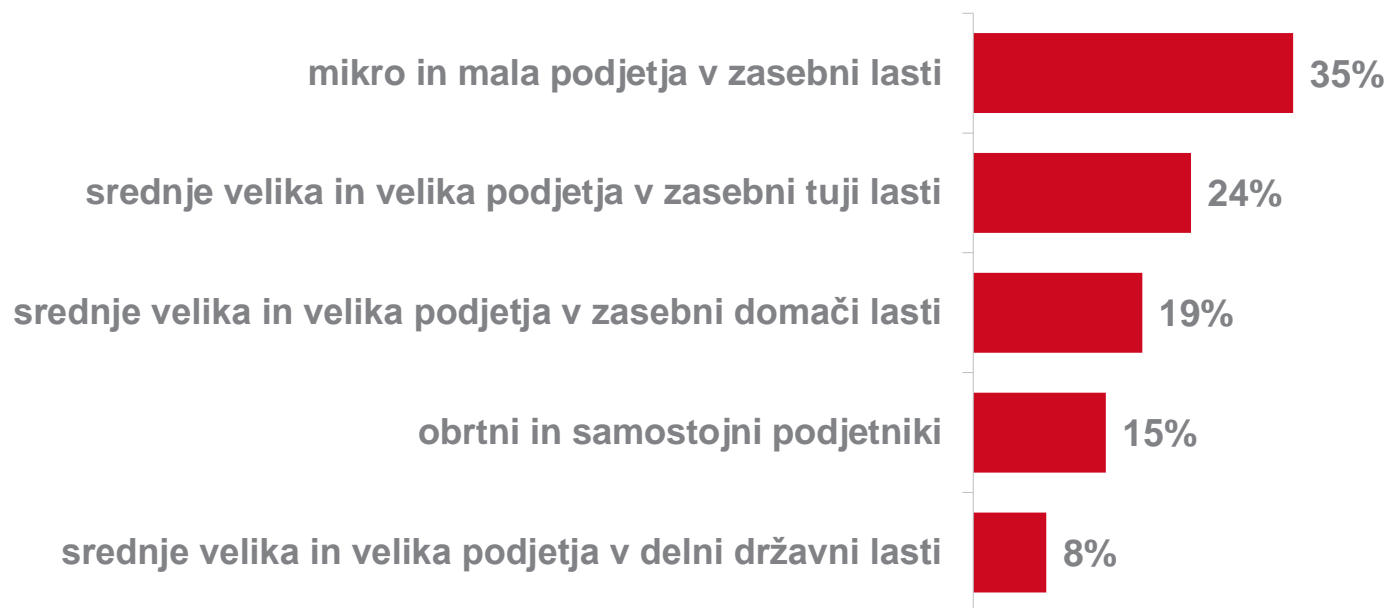 mikro in mala podjetja v zasebni lasti 35%
srednje velika in velika podjetja v zasebni tuji lasti 24%
srednje velika in velika podjetja v zasebni domači lasti 19%
obrtni in samostojni podjetniki 15%
srednje velika in velika podjetja v delni državni lasti 8%